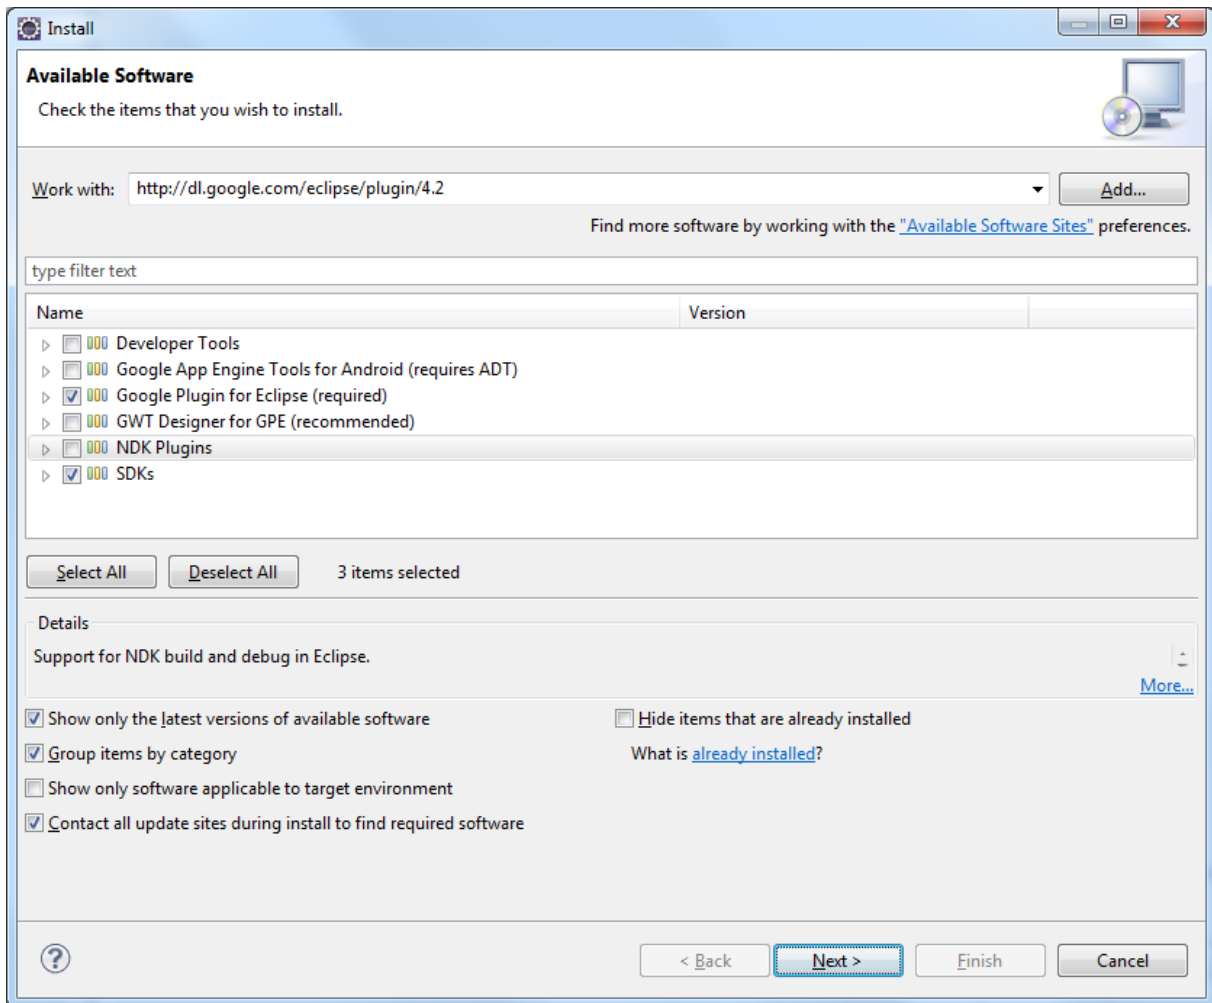 Install
Available Software
Check the items that you wish to install.
Work with: http://dl.google.com/eclipse/plugin/4.2 Add...
Find more software by working with the "Available Software Sites" preferences.
type filter text
Name Version
Developer Tools
Google App Engine Tools for Android (requires ADT)
Google Plugin for Eclipse (required)
GWT Designer for GPE (recommended)
NDK Plugins
SDKs
Select All Deselect All 3 items selected
Details
Support for NDK build and debug in Eclipse.
More...
Show only the latest versions of available software Hide items that are already installed
Group items by category What is already installed?
Show only software applicable to target environment
Contact all update sites during install to find required software
? < Back Next > Finish Cancel